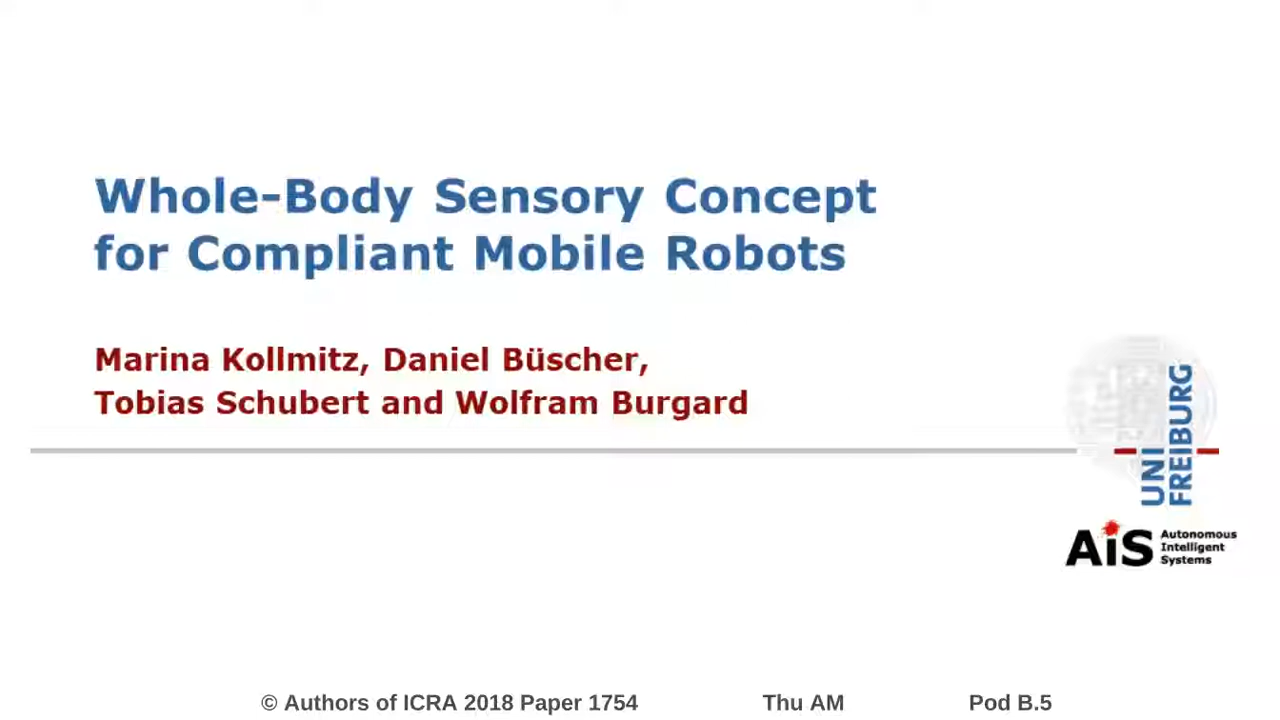 Whole-Body Sensory Concept
for Compliant Mobile Robots
Marina Kollmitz, Daniel Büscher,
Tobias Schubert and Wolfram Burgard
UNI
FREIBURG
AiS Autonomous
Intelligent
Systems
© Authors of ICRA 2018 Paper 1754 Thu AM Pod B.5